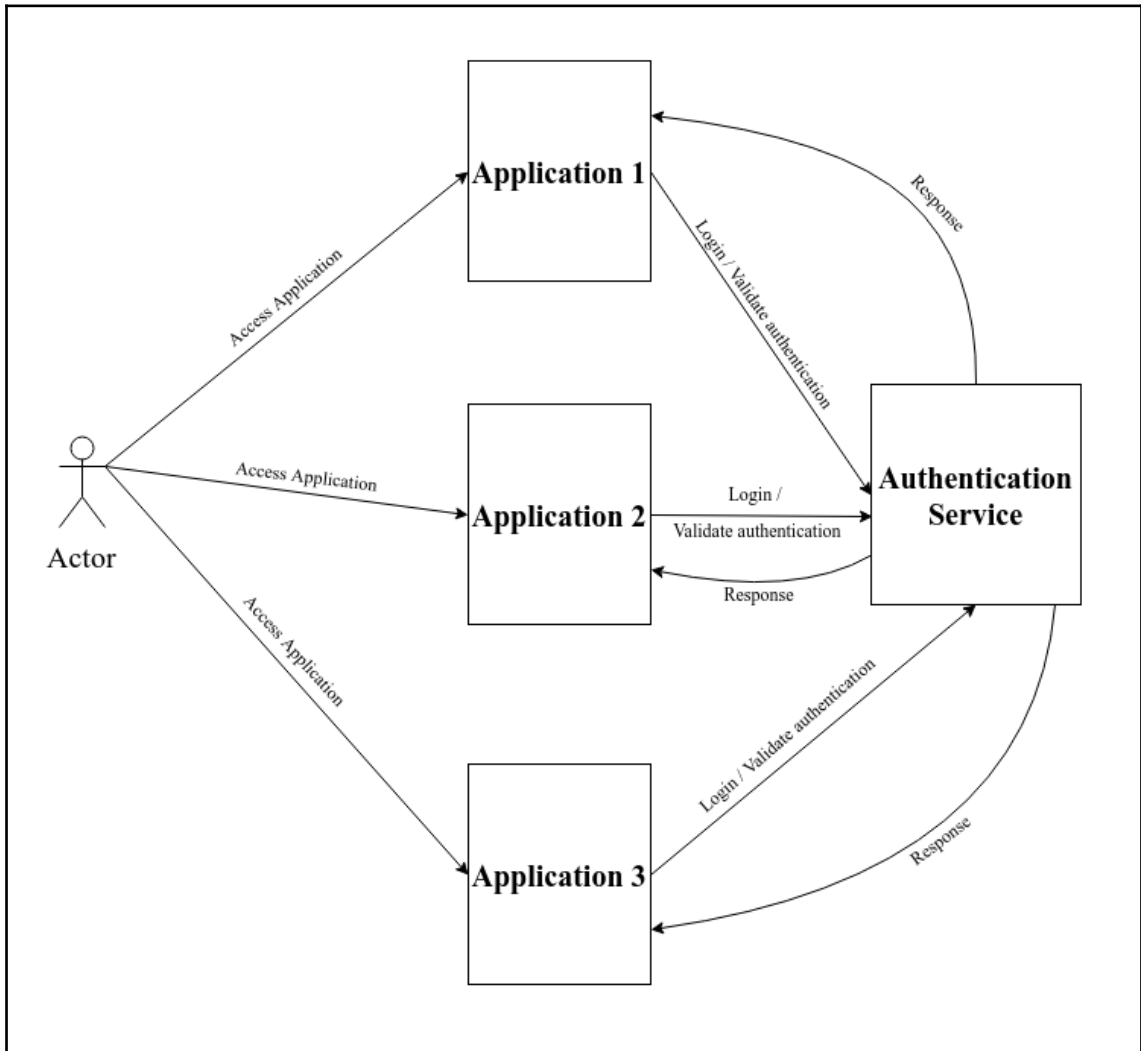 Application 1
Response
Login / Validate authentication
Access Application
Access Application
Application 2
Login /
Validate authentication
Response
Authentication
Service
Actor
Access Application
Login / Validate authentication
Application 3
Response